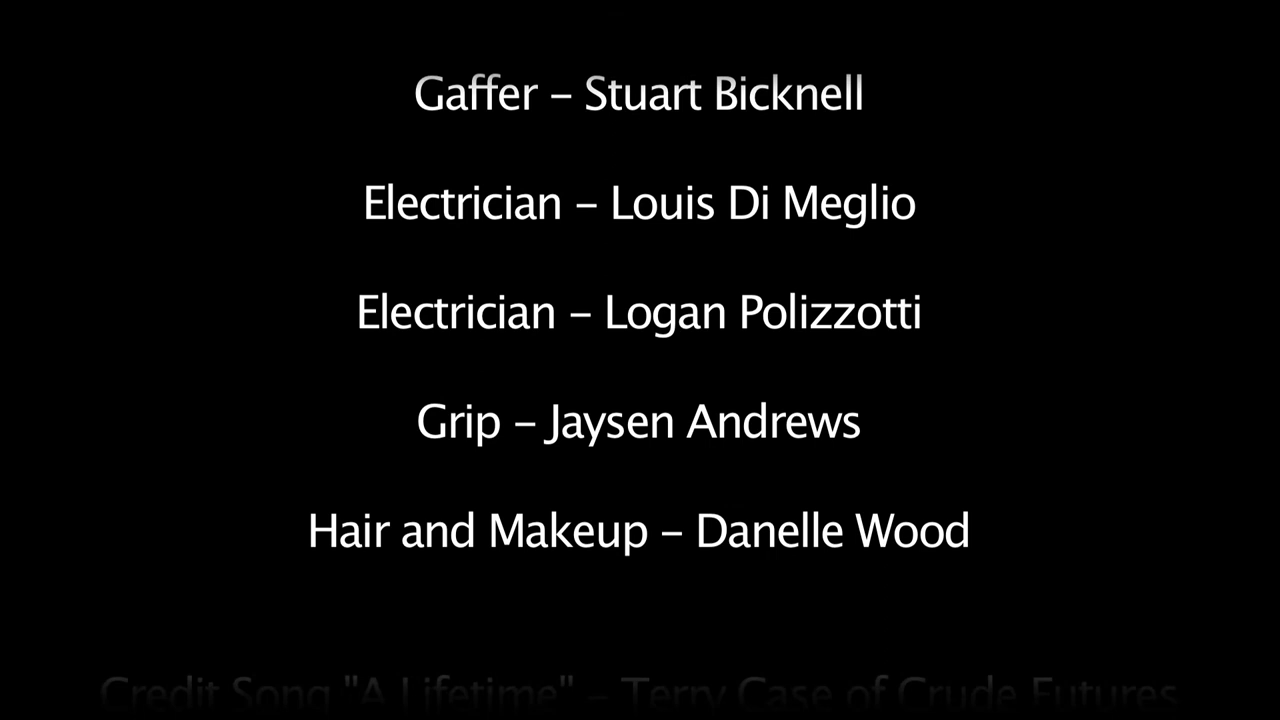 Gaffer – Stuart Bicknell
Electrician – Louis Di Meglio
Electrician – Logan Polizzotti
Grip – Jaysen Andrews
Hair and Makeup – Danelle Wood
Credit Song "A Lifetime" – Terry Case of Crude Futures